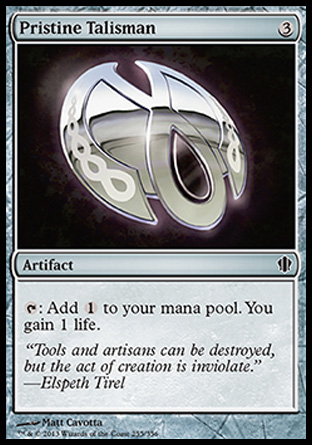 Pristine Talisman 3
Artifact
: Add 1 to your mana pool. You
gain 1 life.
“Tools and artisans can be destroyed,
but the act of creation is inviolate.”
—Elspeth Tirel
Matt Cavotta
™ & © 2013 Wizards of the Coast 255/356